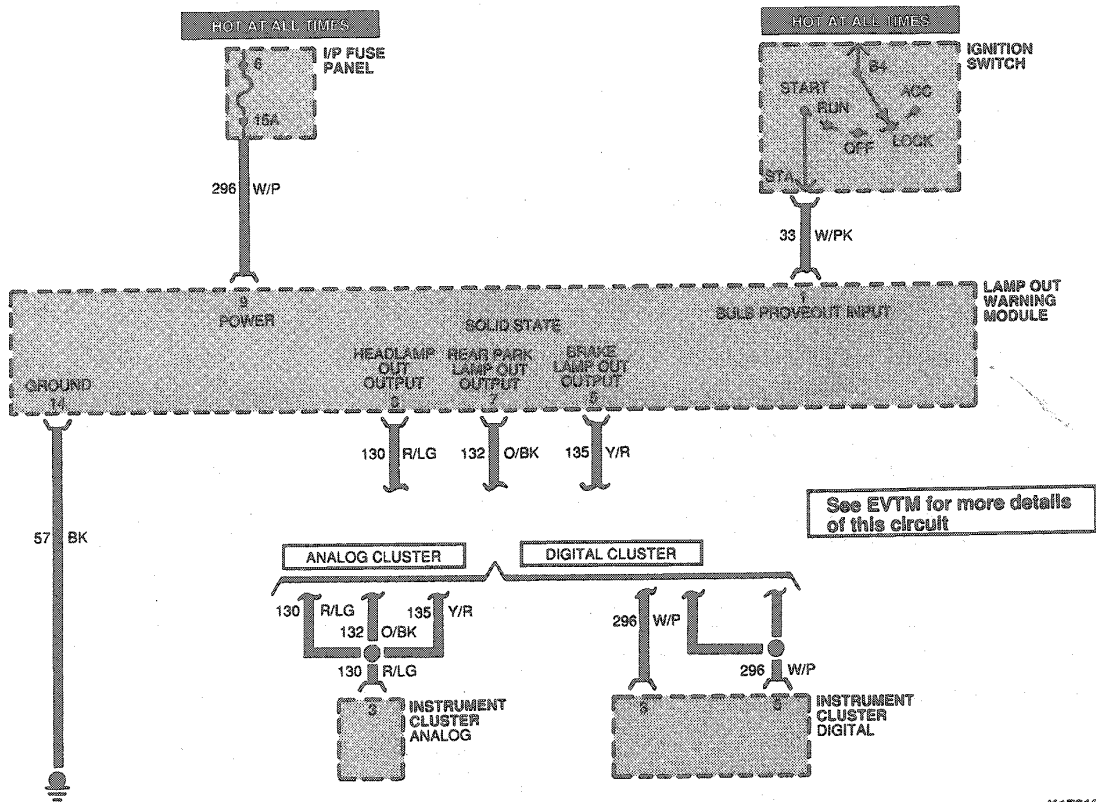 HOT AT ALL TIMES
HOT AT ALL TIMES
6
15A
I/P FUSE
PANEL
B4
START
RUN
ACC
OFF
LOCK
STA
IGNITION
SWITCH
296 W/P
33 W/PK
9
POWER
SOLID STATE
1
BULB PROVEOUT INPUT
LAMP OUT
WARNING
MODULE
HEADLAMP
OUT
OUTPUT
REAR PARK
LAMP OUT
OUTPUT
7
BRAKE
LAMP OUT
OUTPUT
5
GROUND
14
130 R/LG
132 O/BK
135 Y/R
See EVTM for more details
of this circuit
57 BK
ANALOG CLUSTER
DIGITAL CLUSTER
130 R/LG
135 Y/R
132 O/BK
130 R/LG
296 W/P
296 W/P
3
INSTRUMENT
CLUSTER
ANALOG
INSTRUMENT
CLUSTER
DIGITAL